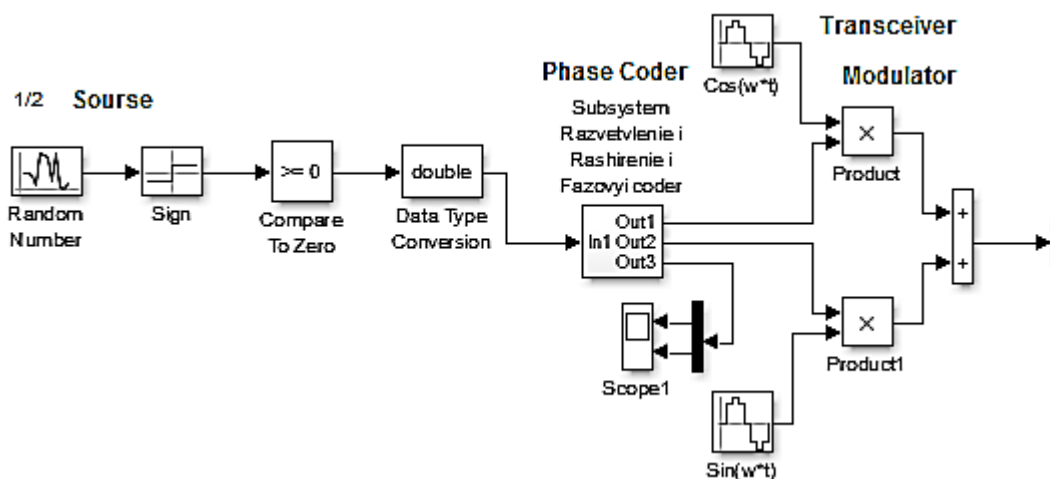 Transceiver
Phase Coder
Modulator
Cos(w*t)
1/2 Sourse
Subsystem
Razvetvlenie i
Rashirenie i
Fazovyi coder
×
Product
>= 0
double
Random
Number
Sign
Compare
To Zero
Data Type
Conversion
Out1
In1 Out2
Out3
+
+
×
Product1
Scope1
Sin(w*t)